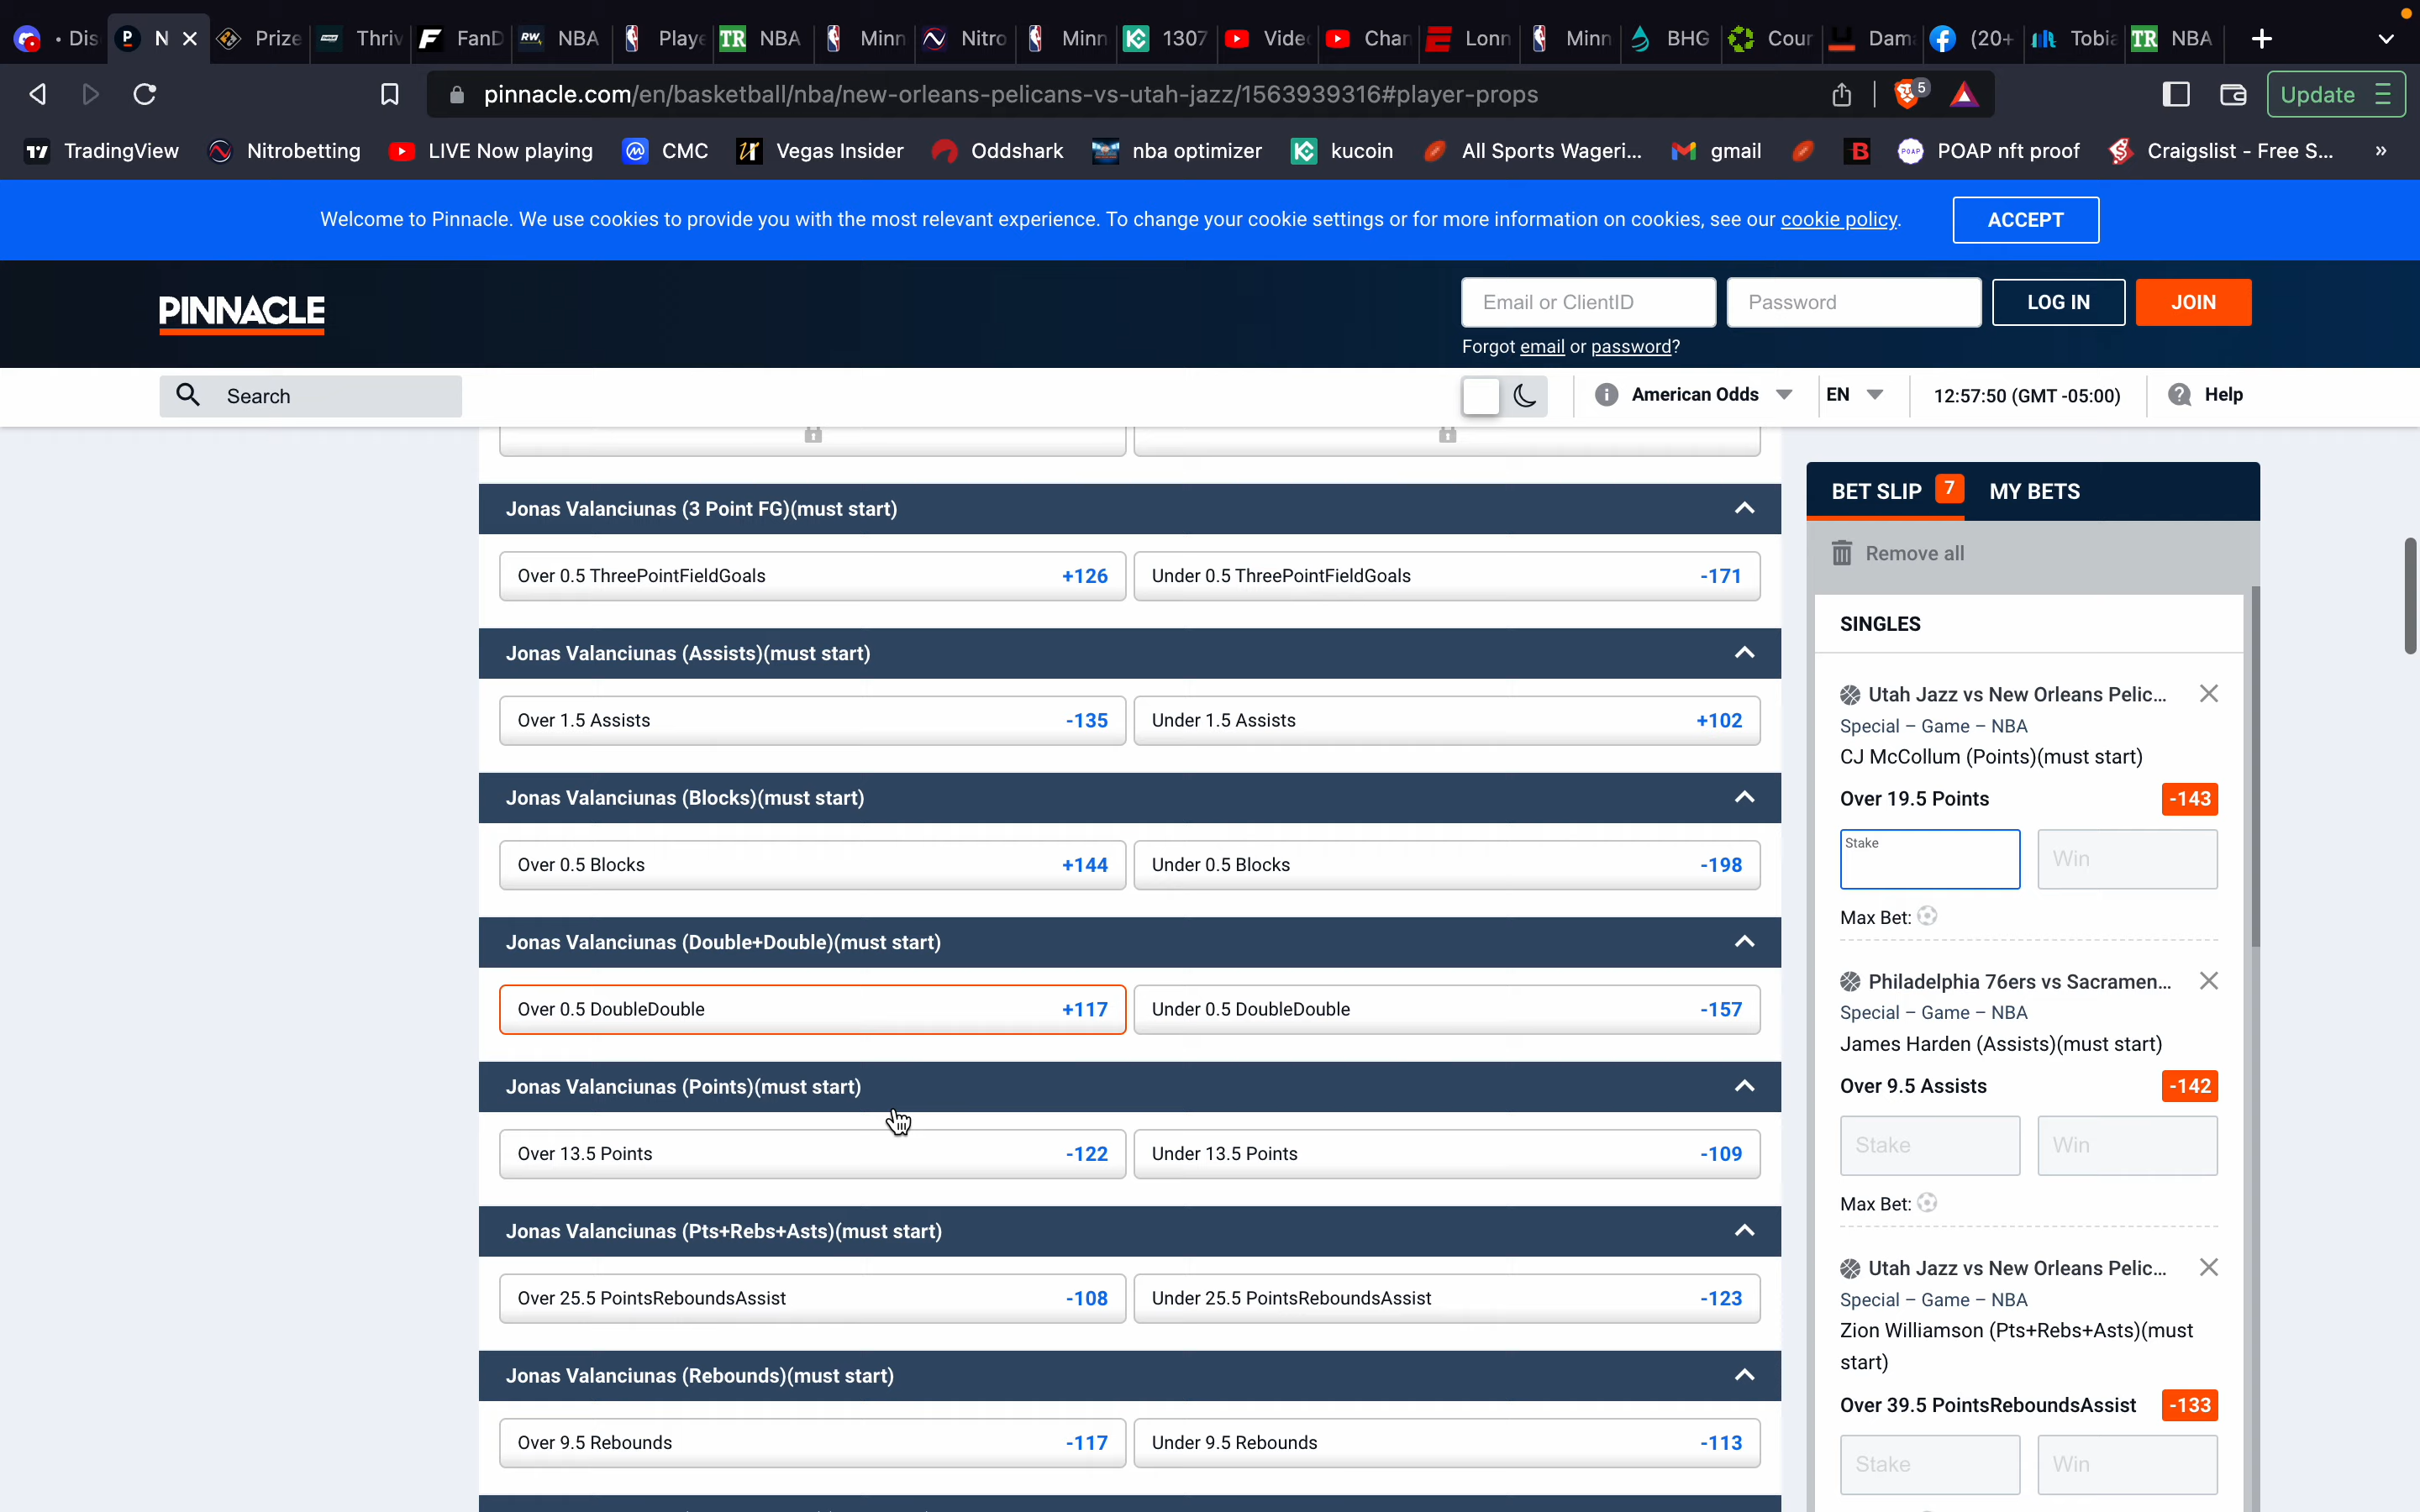 • Dis
N
Prize
Thriv
FanD
RW NBA
Playe
TR NBA
Minn
Nitro
Minn
1307
Vide
Chan
Lonn
Minn
BHG
Cour
Dam
(20+
Tobia
TR NBA
pinnacle.com/en/basketball/nba/new-orleans-pelicans-vs-utah-jazz/1563939316#player-props
5
Update
TradingView
Nitrobetting
LIVE Now playing
CMC
Vegas Insider
Oddshark
nba optimizer
kucoin
All Sports Wageri...
gmail
B
POAP nft proof
Craigslist - Free S...
»
Welcome to Pinnacle. We use cookies to provide you with the most relevant experience. To change your cookie settings or for more information on cookies, see our cookie policy.
ACCEPT
PINNACLE
Email or ClientID
Password
LOG IN
JOIN
Forgot email or password?
Search
American Odds
EN
12:57:50 (GMT -05:00)
Help
Jonas Valanciunas (3 Point FG)(must start)
Over 0.5 ThreePointFieldGoals +126
Under 0.5 ThreePointFieldGoals -171
Jonas Valanciunas (Assists)(must start)
Over 1.5 Assists -135
Under 1.5 Assists +102
Jonas Valanciunas (Blocks)(must start)
Over 0.5 Blocks +144
Under 0.5 Blocks -198
Jonas Valanciunas (Double+Double)(must start)
Over 0.5 DoubleDouble +117
Under 0.5 DoubleDouble -157
Jonas Valanciunas (Points)(must start)
Over 13.5 Points -122
Under 13.5 Points -109
Jonas Valanciunas (Pts+Rebs+Asts)(must start)
Over 25.5 PointsReboundsAssist -108
Under 25.5 PointsReboundsAssist -123
Jonas Valanciunas (Rebounds)(must start)
Over 9.5 Rebounds -117
Under 9.5 Rebounds -113
BET SLIP 7
MY BETS
Remove all
SINGLES
Utah Jazz vs New Orleans Pelic...
Special – Game – NBA
CJ McCollum (Points)(must start)
Over 19.5 Points -143
Stake
Win
Max Bet:
Philadelphia 76ers vs Sacramen...
Special – Game – NBA
James Harden (Assists)(must start)
Over 9.5 Assists -142
Stake
Win
Max Bet:
Utah Jazz vs New Orleans Pelic...
Special – Game – NBA
Zion Williamson (Pts+Rebs+Asts)(must
start)
Over 39.5 PointsReboundsAssist -133
Stake
Win